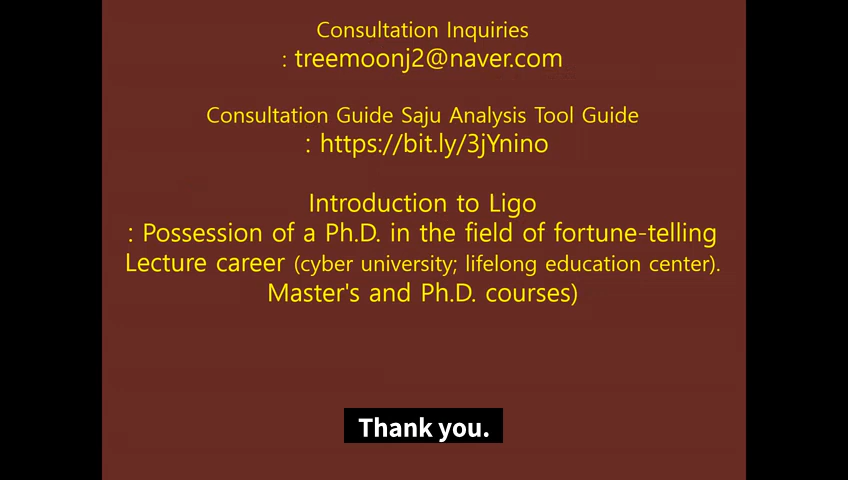 Consultation Inquiries
: treemoonj2@naver.com
Consultation Guide Saju Analysis Tool Guide
: https://bit.ly/3jYnino
Introduction to Ligo
: Possession of a Ph.D. in the field of fortune-telling
Lecture career (cyber university; lifelong education center).
Master's and Ph.D. courses)
Thank you.